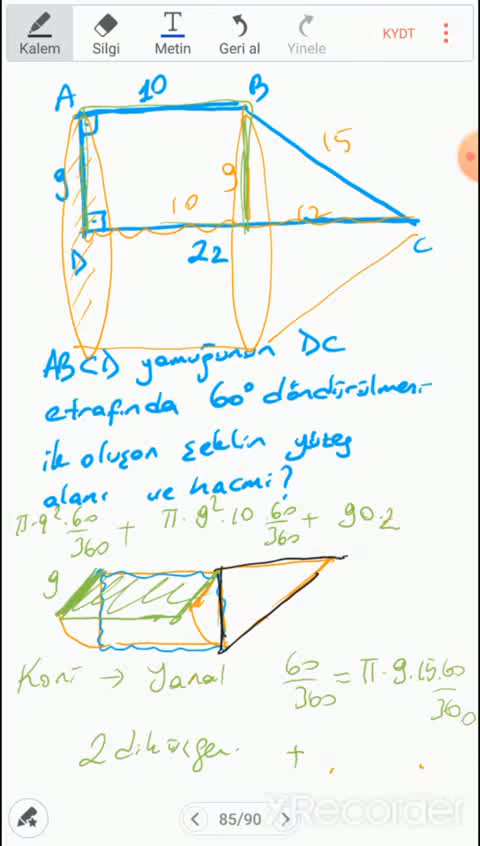 Kalem Silgi Metin Geri al Yinele KYDT
A 10 B
15
9 9
10 12
D 22 C
ABCD yamuğunun DC
etrafında 60° döndürülmesi
ile oluşan şeklin yüzey
alanı ve hacmi?
π·9²·60/360 + π·9²·10 60/360 + 90·2
9
Koni → Yanal 60/360 = π·9·15·60/360
2 dikücgen. +
85/90
XRecorder